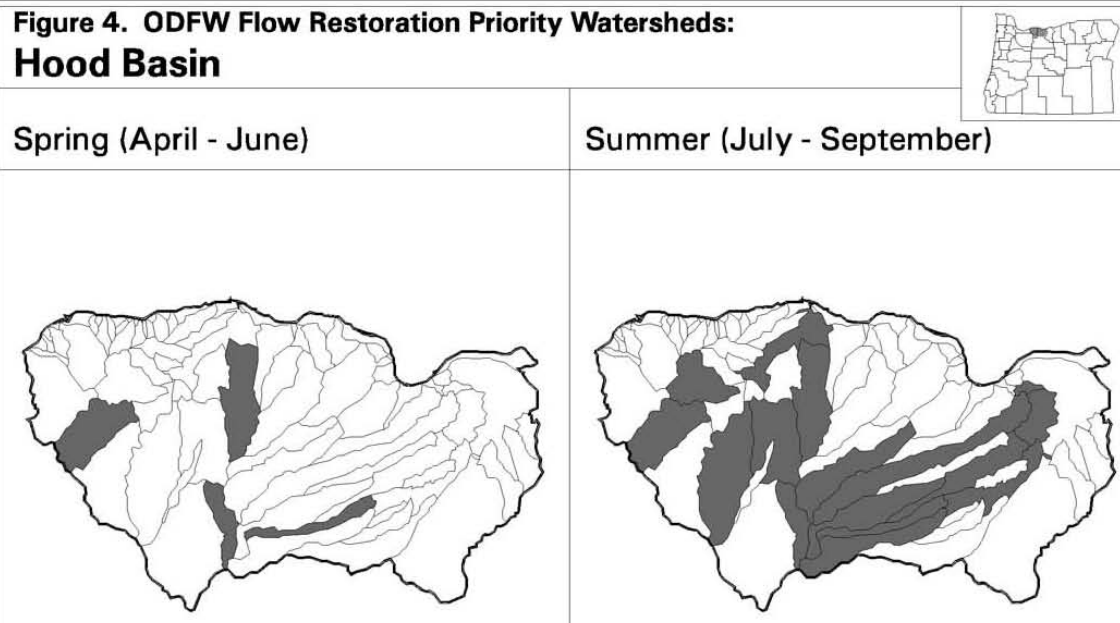 Figure 4. ODFW Flow Restoration Priority Watersheds:
Hood Basin
Spring (April - June)
Summer (July - September)